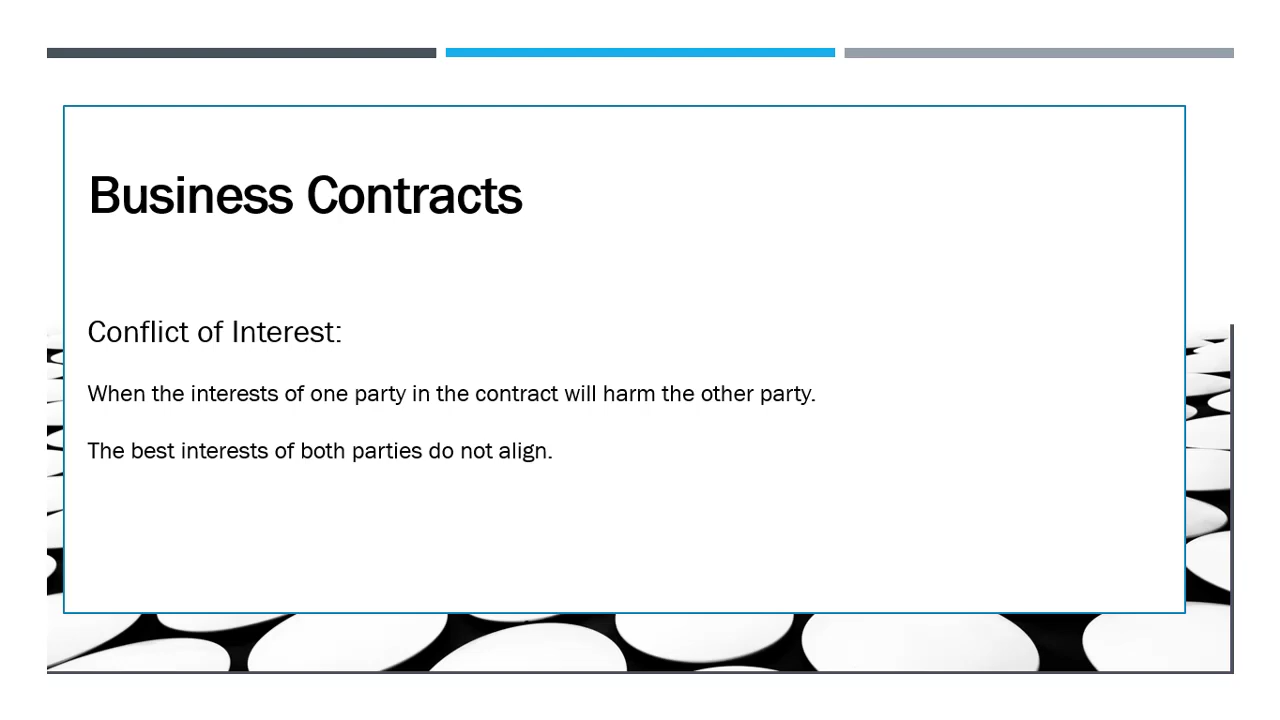 Business Contracts
Conflict of Interest:
When the interests of one party in the contract will harm the other party.
The best interests of both parties do not align.